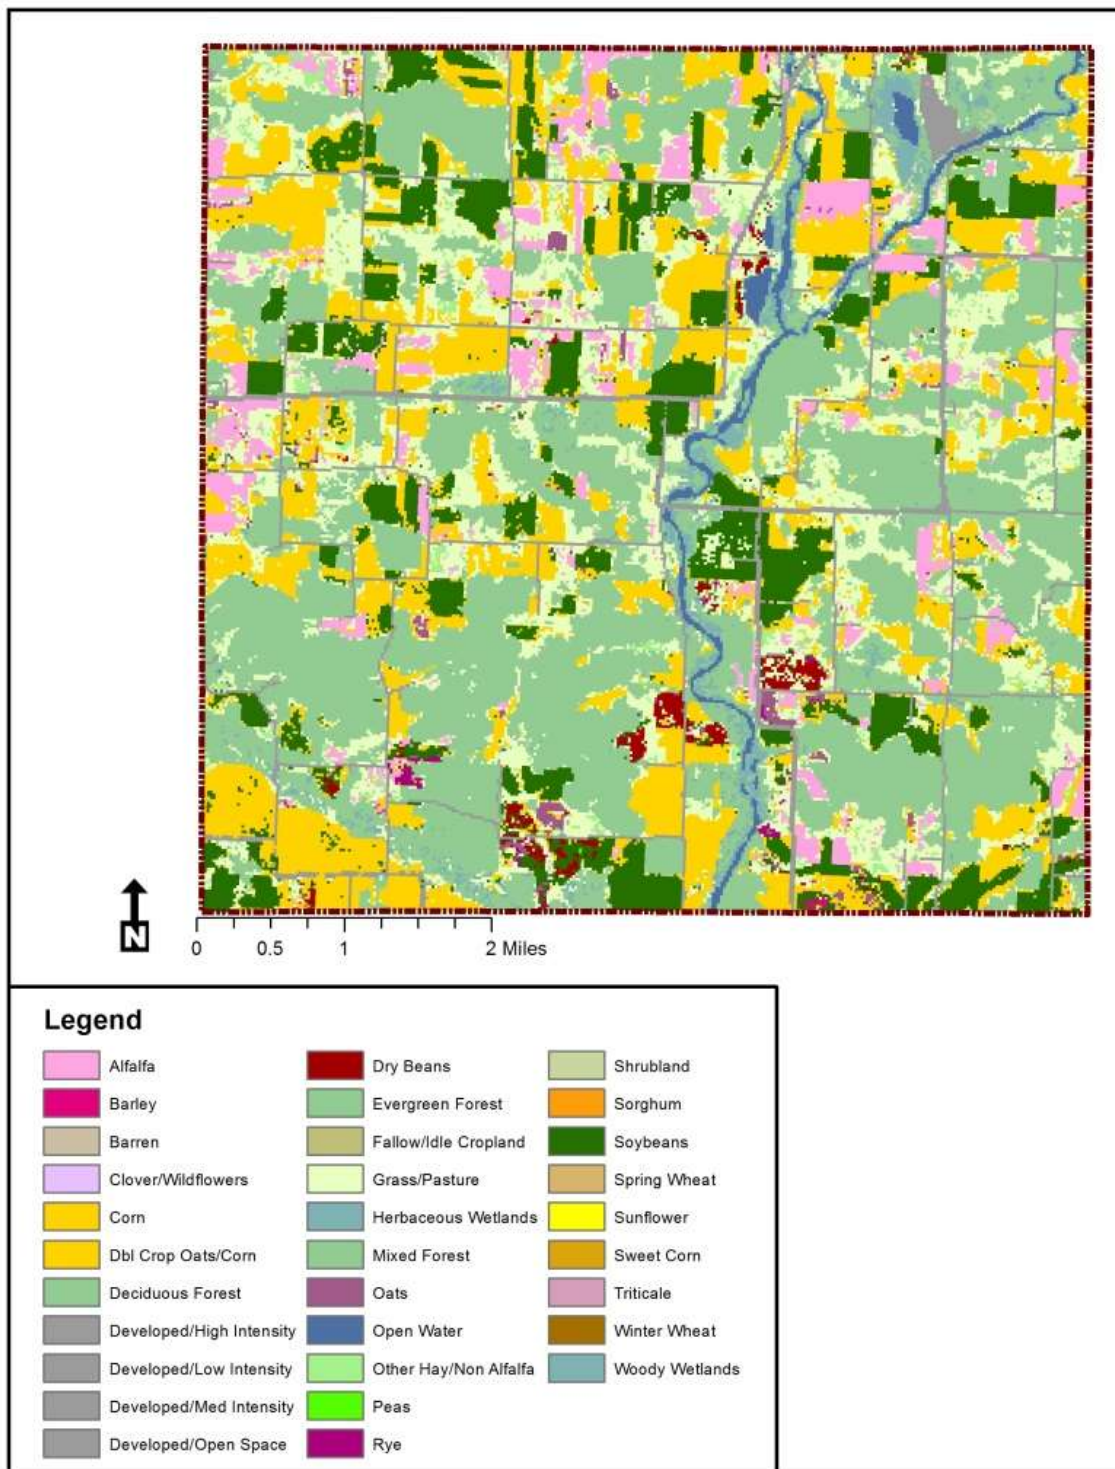 N
0 0.5 1 2 Miles
Legend
Alfalfa
Barley
Barren
Clover/Wildflowers
Corn
Dbl Crop Oats/Corn
Deciduous Forest
Developed/High Intensity
Developed/Low Intensity
Developed/Med Intensity
Developed/Open Space
Dry Beans
Evergreen Forest
Fallow/Idle Cropland
Grass/Pasture
Herbaceous Wetlands
Mixed Forest
Oats
Open Water
Other Hay/Non Alfalfa
Peas
Rye
Shrubland
Sorghum
Soybeans
Spring Wheat
Sunflower
Sweet Corn
Triticale
Winter Wheat
Woody Wetlands